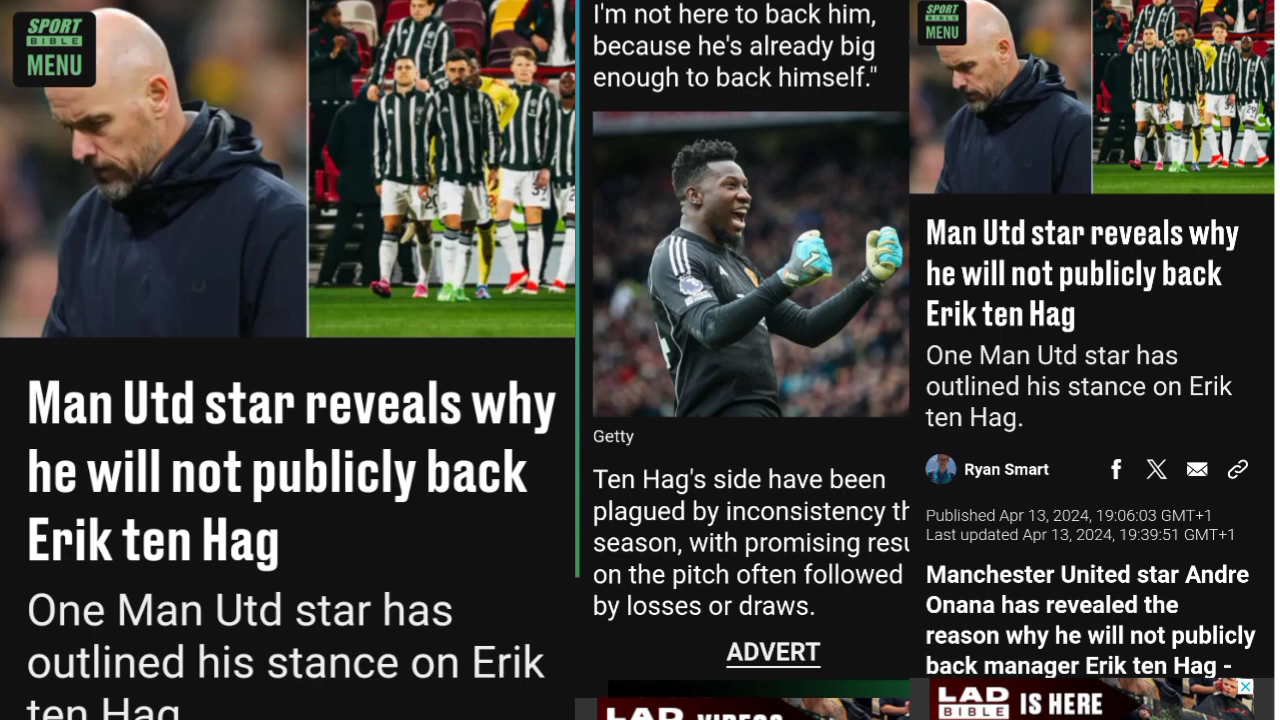 SPORT
BIBLE
MENU
Man Utd star reveals why
he will not publicly back
Erik ten Hag
One Man Utd star has
outlined his stance on Erik
ten Hag
I'm not here to back him,
because he's already big
enough to back himself."
Getty
Ten Hag's side have been
plagued by inconsistency th
season, with promising resu
on the pitch often followed
by losses or draws.
ADVERT
LAD VIDEOS
SPORT
BIBLE
MENU
Man Utd star reveals why
he will not publicly back
Erik ten Hag
One Man Utd star has
outlined his stance on Erik
ten Hag.
Ryan Smart
Published Apr 13, 2024, 19:06:03 GMT+1
Last updated Apr 13, 2024, 19:39:51 GMT+1
Manchester United star Andre
Onana has revealed the
reason why he will not publicly
back manager Erik ten Hag -
LAD
BIBLE
IS HERE